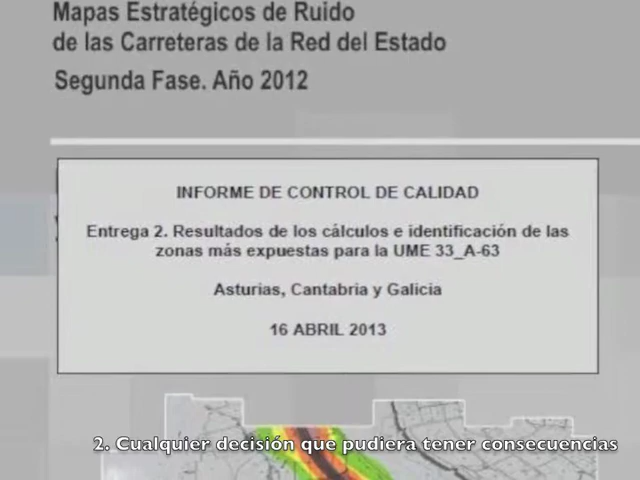 Mapas Estratégicos de Ruido
de las Carreteras de la Red del Estado
Segunda Fase. Año 2012
INFORME DE CONTROL DE CALIDAD
Entrega 2. Resultados de los cálculos e identificación de las
zonas más expuestas para la UME 33_A-63
Asturias, Cantabria y Galicia
16 ABRIL 2013
2. Cualquier decisión que pudiera tener consecuencias